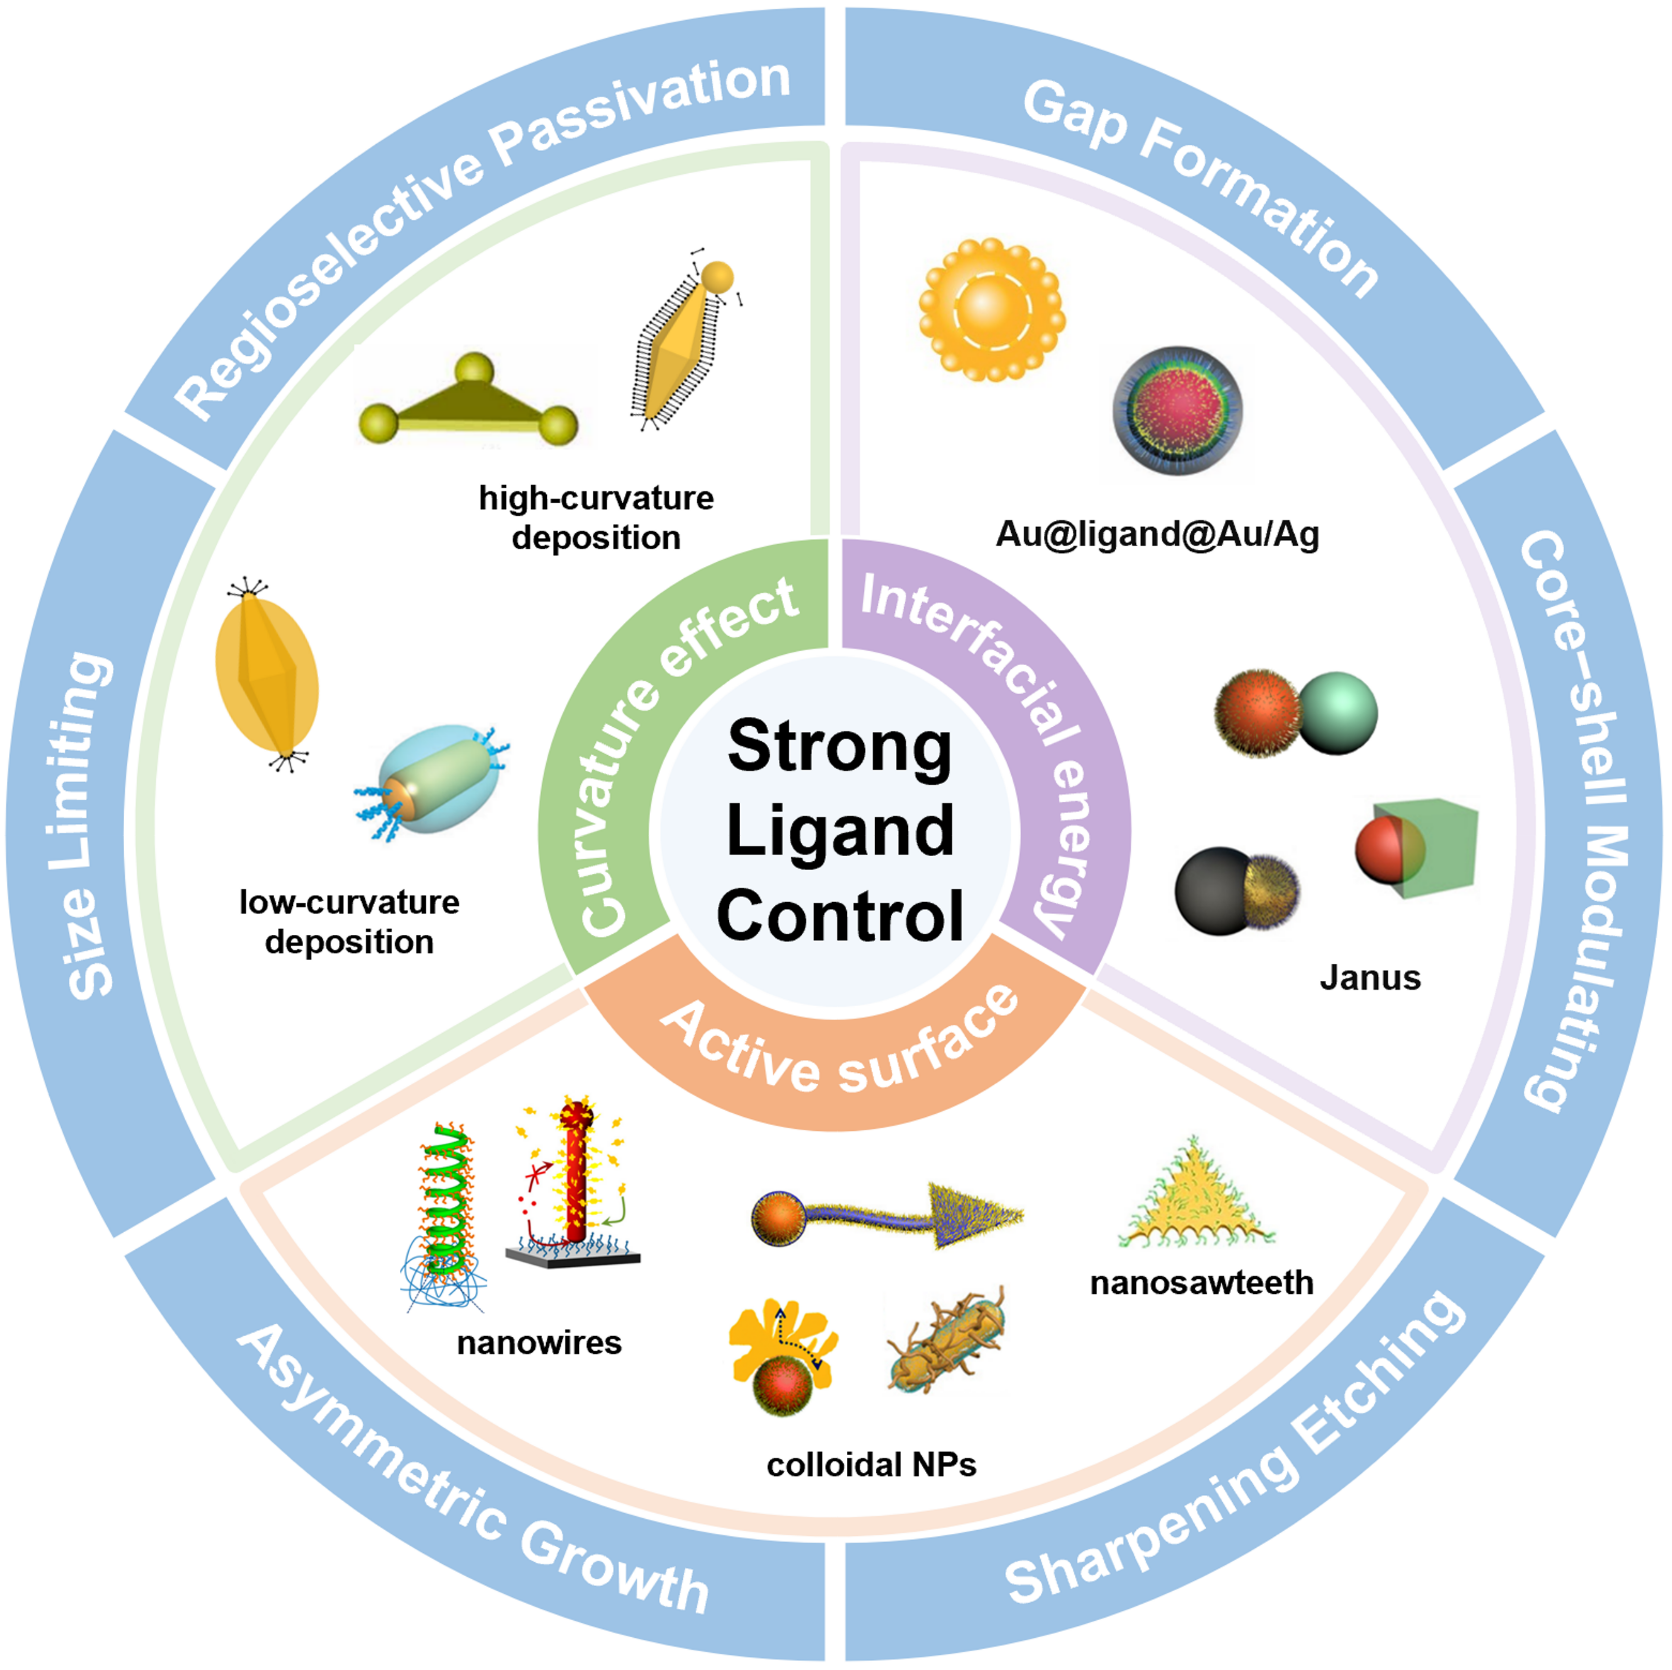 Regioselective Passivation
Gap Formation
Core–shell Modulating
Sharpening Etching
Asymmetric Growth
Size Limiting
Curvature effect
Interfacial energy
Active surface
Strong
Ligand
Control
high-curvature
deposition
low-curvature
deposition
Au@ligand@Au/Ag
Janus
nanowires
colloidal NPs
nanosawteeth